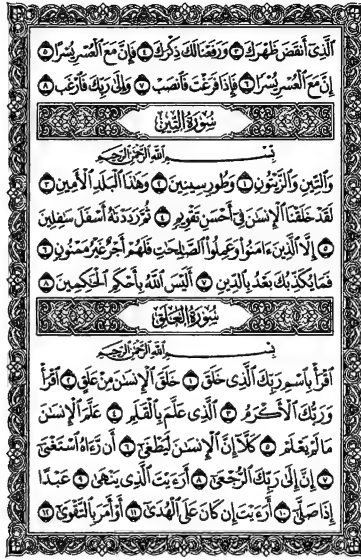 ٱلَّذِىٓ أَنقَضَ ظَهْرَكَ ٣ وَرَفَعْنَا لَكَ ذِكْرَكَ ٤ فَإِنَّ مَعَ ٱلْعُسْرِ يُسْرًا ٥
إِنَّ مَعَ ٱلْعُسْرِ يُسْرًا ٦ فَإِذَا فَرَغْتَ فَٱنصَبْ ٧ وَإِلَىٰ رَبِّكَ فَٱرْغَب ٨
سُورَةُ التِّينِ
بِسْمِ ٱللَّهِ ٱلرَّحْمَٰنِ ٱلرَّحِيمِ
وَٱلتِّينِ وَٱلزَّيْتُونِ ١ وَطُورِ سِينِينَ ٢ وَهَٰذَا ٱلْبَلَدِ ٱلْأَمِينِ ٣
لَقَدْ خَلَقْنَا ٱلْإِنسَٰنَ فِىٓ أَحْسَنِ تَقْوِيمٍ ٤ ثُمَّ رَدَدْنَٰهُ أَسْفَلَ سَٰفِلِينَ
٥ إِلَّا ٱلَّذِينَ ءَامَنُوا۟ وَعَمِلُوا۟ ٱلصَّٰلِحَٰتِ فَلَهُمْ أَجْرٌ غَيْرُ مَمْنُونٍ ٦
فَمَا يُكَذِّبُكَ بَعْدُ بِٱلدِّينِ ٧ أَلَيْسَ ٱللَّهُ بِأَحْكَمِ ٱلْحَٰكِمِينَ ٨
سُورَةُ العَلَقِ
بِسْمِ ٱللَّهِ ٱلرَّحْمَٰنِ ٱلرَّحِيمِ
ٱقْرَأْ بِٱسْمِ رَبِّكَ ٱلَّذِى خَلَقَ ١ خَلَقَ ٱلْإِنسَٰنَ مِنْ عَلَقٍ ٢ ٱقْرَأْ
وَرَبُّكَ ٱلْأَكْرَمُ ٣ ٱلَّذِى عَلَّمَ بِٱلْقَلَمِ ٤ عَلَّمَ ٱلْإِنسَٰنَ
مَا لَمْ يَعْلَمْ ٥ كَلَّآ إِنَّ ٱلْإِنسَٰنَ لَيَطْغَىٰٓ ٦ أَن رَّءَاهُ ٱسْتَغْنَىٰٓ
٧ إِنَّ إِلَىٰ رَبِّكَ ٱلرُّجْعَىٰٓ ٨ أَرَءَيْتَ ٱلَّذِى يَنْهَىٰ ٩ عَبْدًا
إِذَا صَلَّىٰٓ ١٠ أَرَءَيْتَ إِن كَانَ عَلَى ٱلْهُدَىٰٓ ١١ أَوْ أَمَرَ بِٱلتَّقْوَىٰٓ ١٢